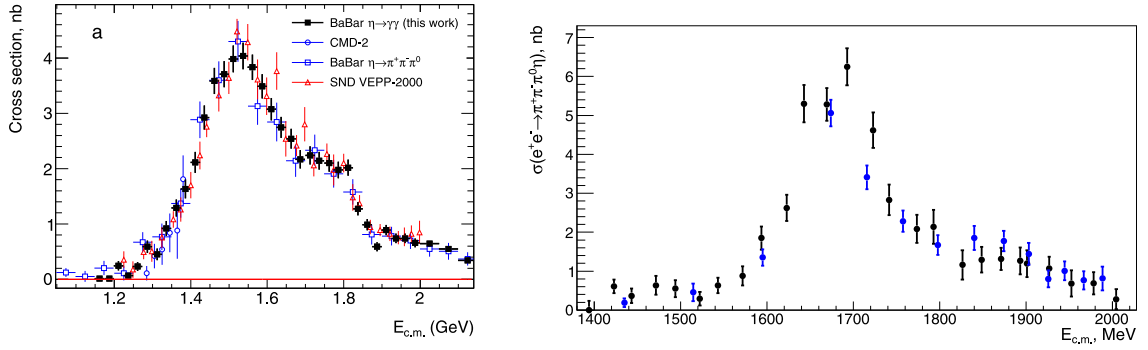 Cross section, nb
a
BaBar η→γγ (this work)
CMD-2
BaBar η→π⁺π⁻π⁰
SND VEPP-2000
4
2
0
1.2 1.4 1.6 1.8 2
E_c.m. (GeV)
σ(e⁺e⁻→π⁺π⁻π⁰η), nb
7
6
5
4
3
2
1
0
1400 1500 1600 1700 1800 1900 2000
E_c.m., MeV